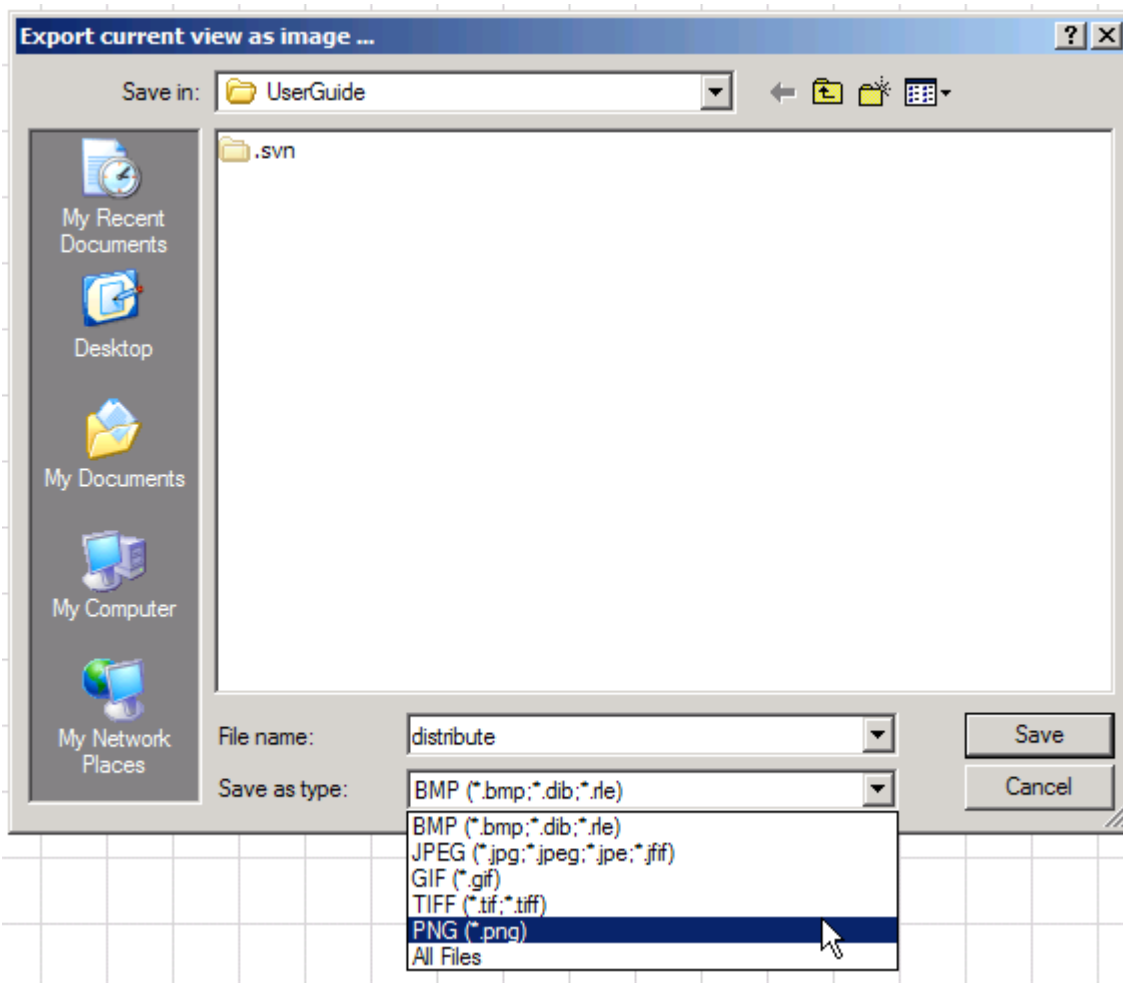 Export current view as image ...
Save in:
UserGuide
.svn
My Recent
Documents
Desktop
My Documents
My Computer
My Network
Places
File name:
distribute
Save
Save as type:
BMP (*.bmp;*.dib;*.rle)
Cancel
BMP (*.bmp;*.dib;*.rle)
JPEG (*.jpg;*.jpeg;*.jpe;*.jfif)
GIF (*.gif)
TIFF (*.tif;*.tiff)
PNG (*.png)
All Files